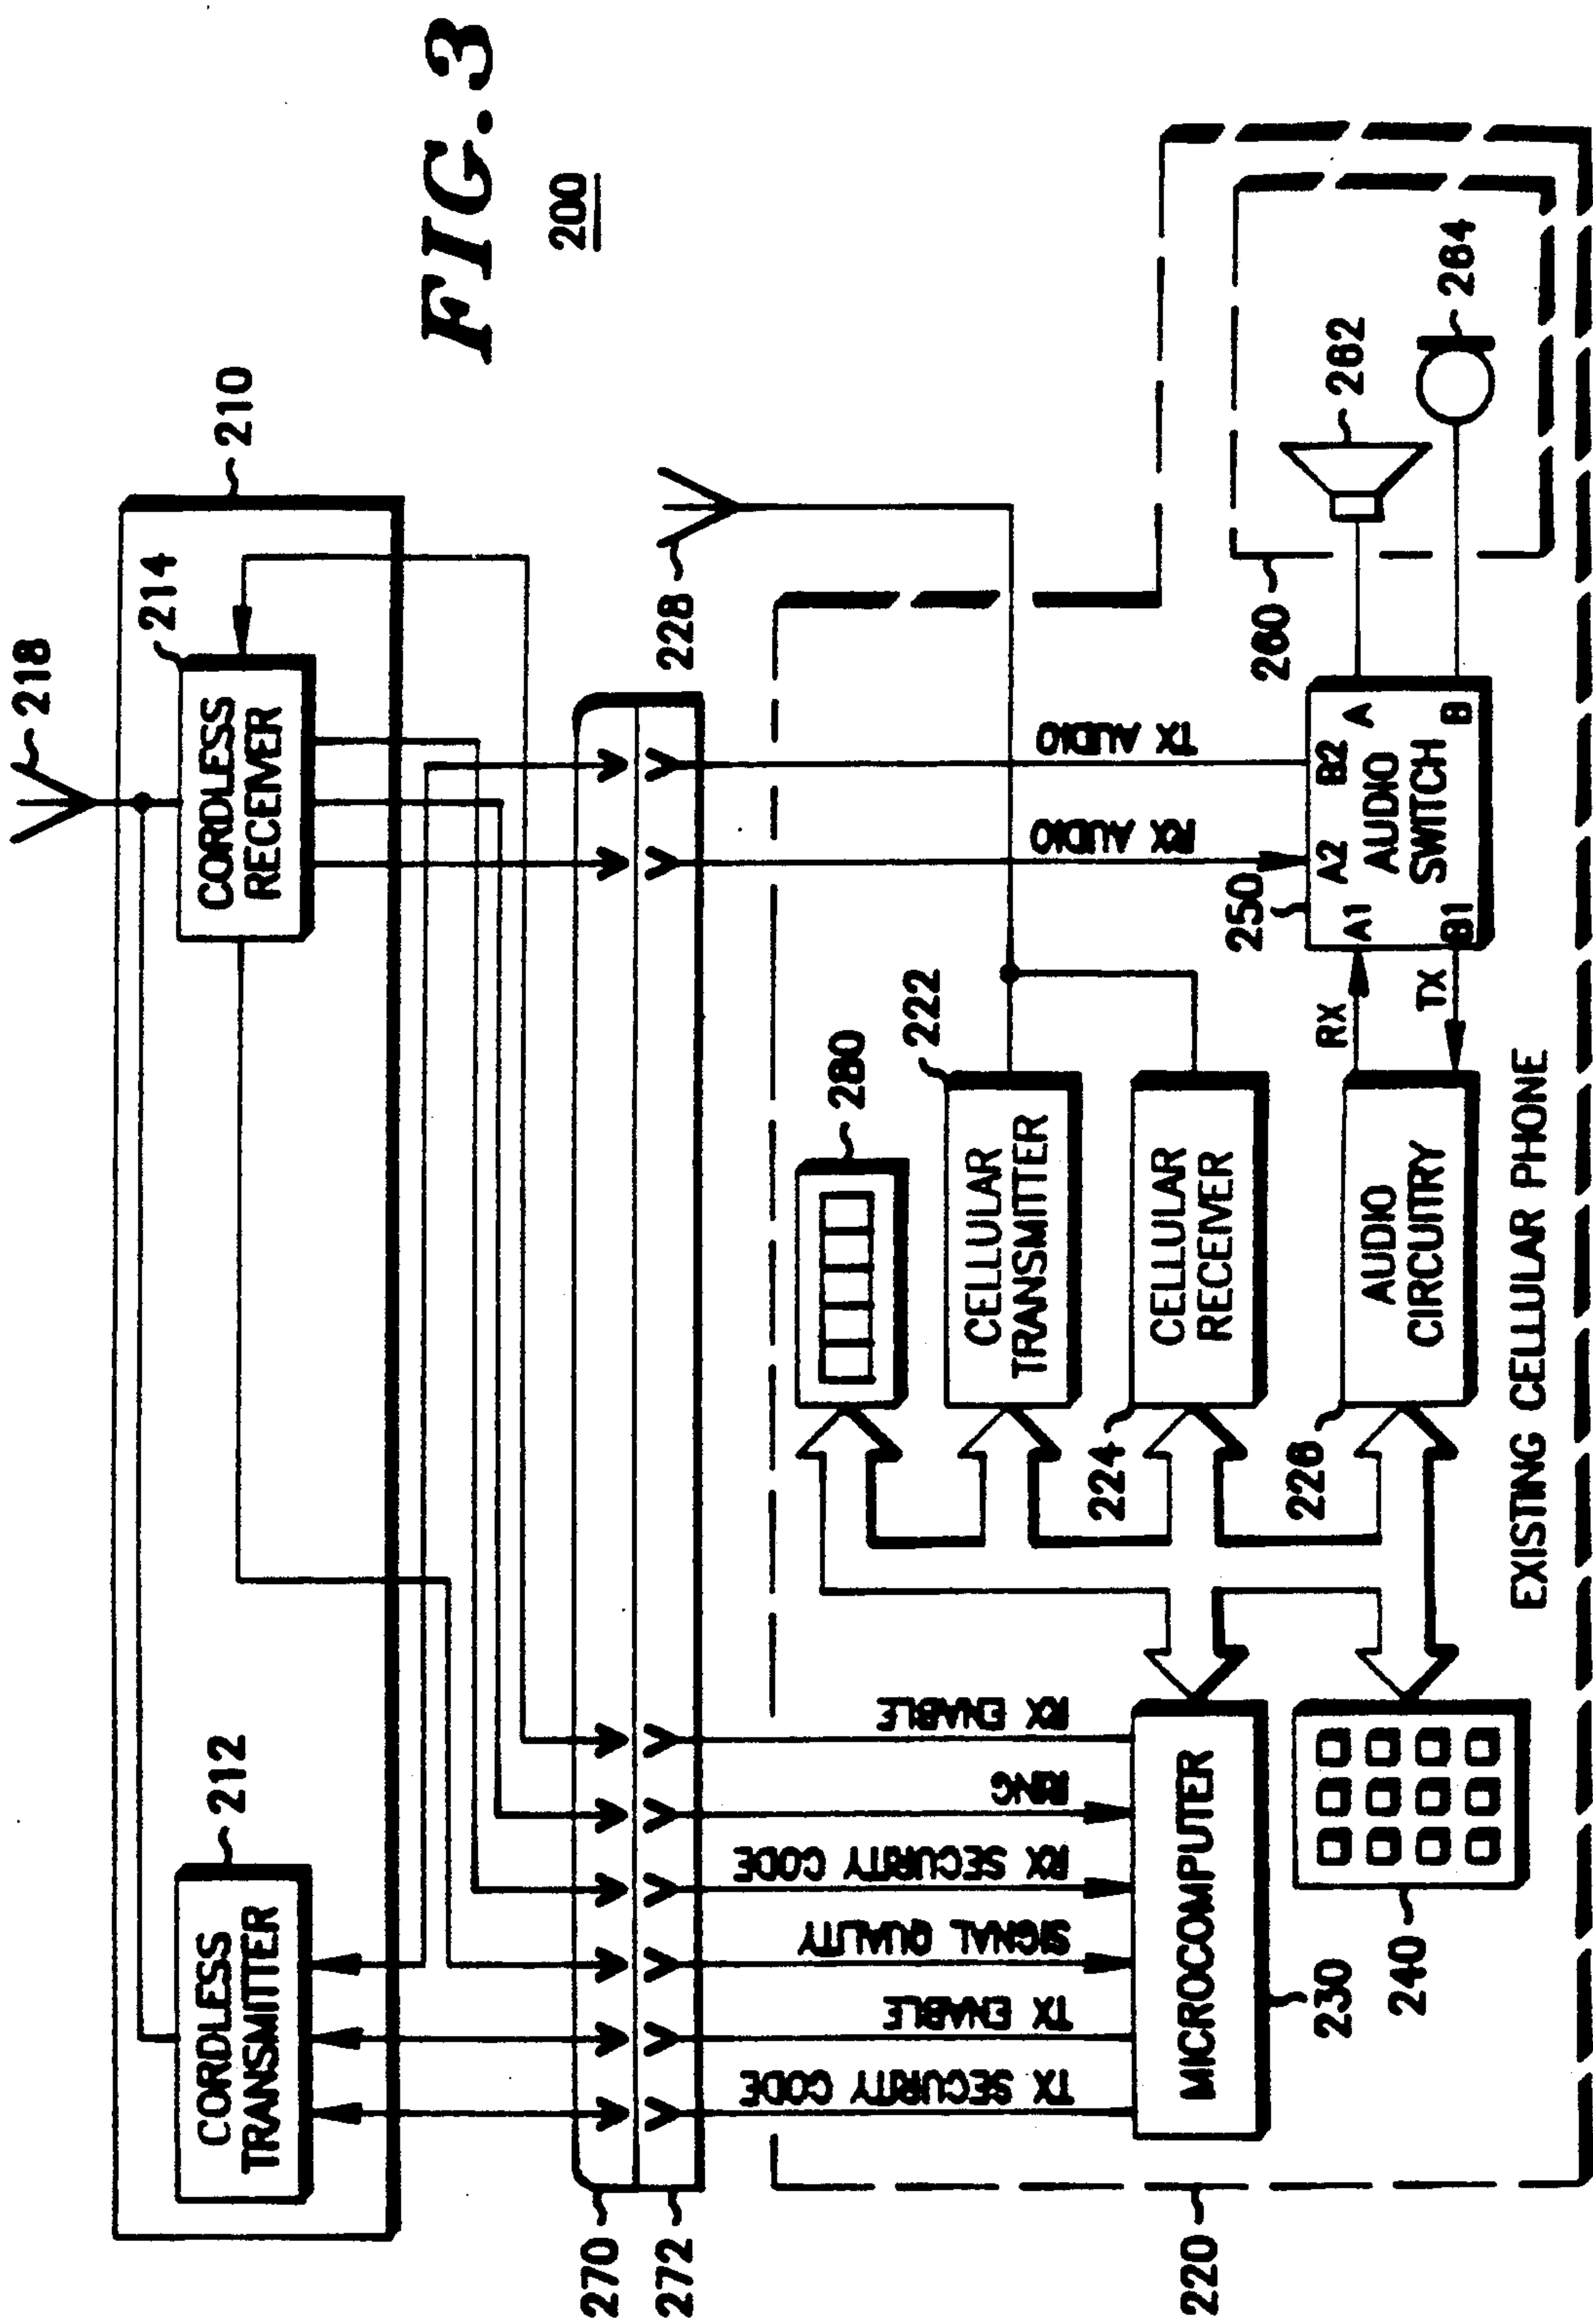 218
212
214
210
CORDLESS
TRANSMITTER
CORDLESS
RECEIVER
FIG. 3
200
270
272
228
TX SECURITY CODE
TX ENABLE
SIGNAL QUALITY
RX SECURITY CODE
RING
RX ENABLE
RX AUDIO
TX AUDIO
280
222
CELLULAR
TRANSMITTER
224
CELLULAR
RECEIVER
220
MICROCOMPUTER
230
240
226
AUDIO
CIRCUITRY
RX
TX
250
A1
A2
B2
A
AUDIO
SWITCH
B1
B
260
262
264
EXISTING CELLULAR PHONE